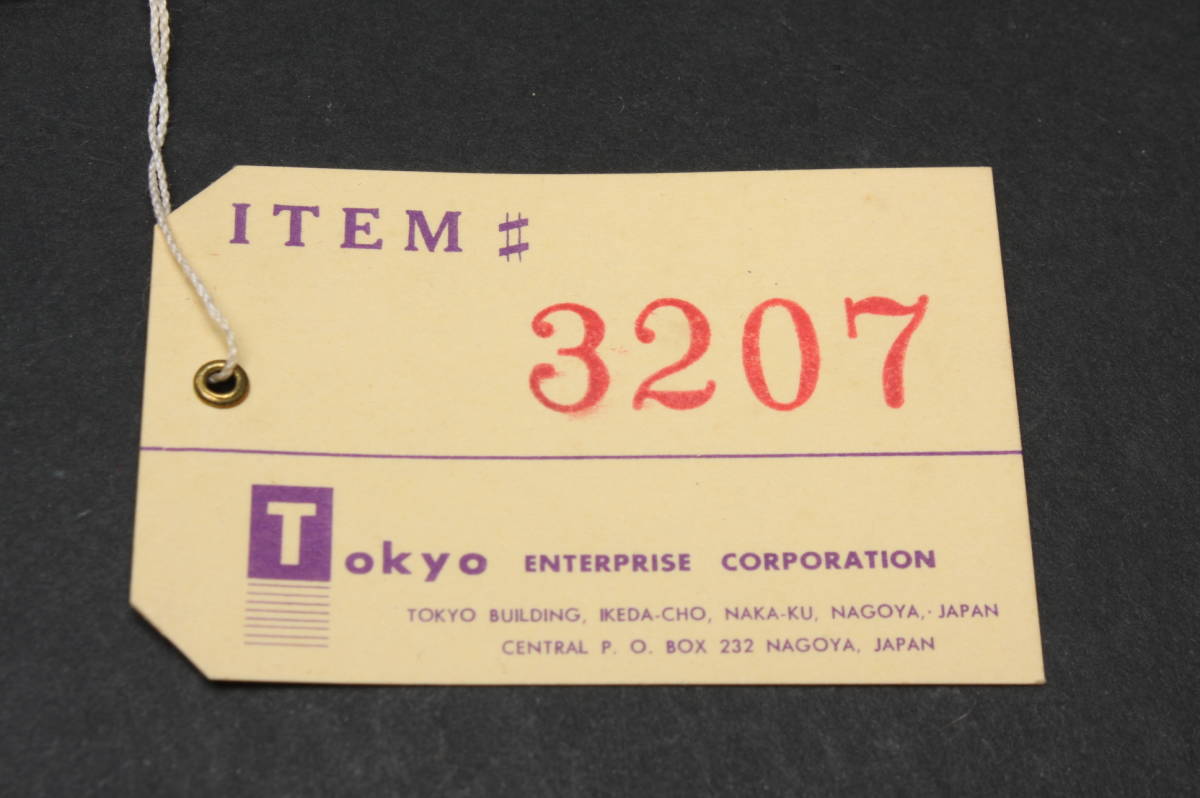 ITEM #
3207
Tokyo ENTERPRISE CORPORATION
TOKYO BUILDING, IKEDA-CHO, NAKA-KU, NAGOYA, JAPAN
CENTRAL P. O. BOX 232 NAGOYA, JAPAN